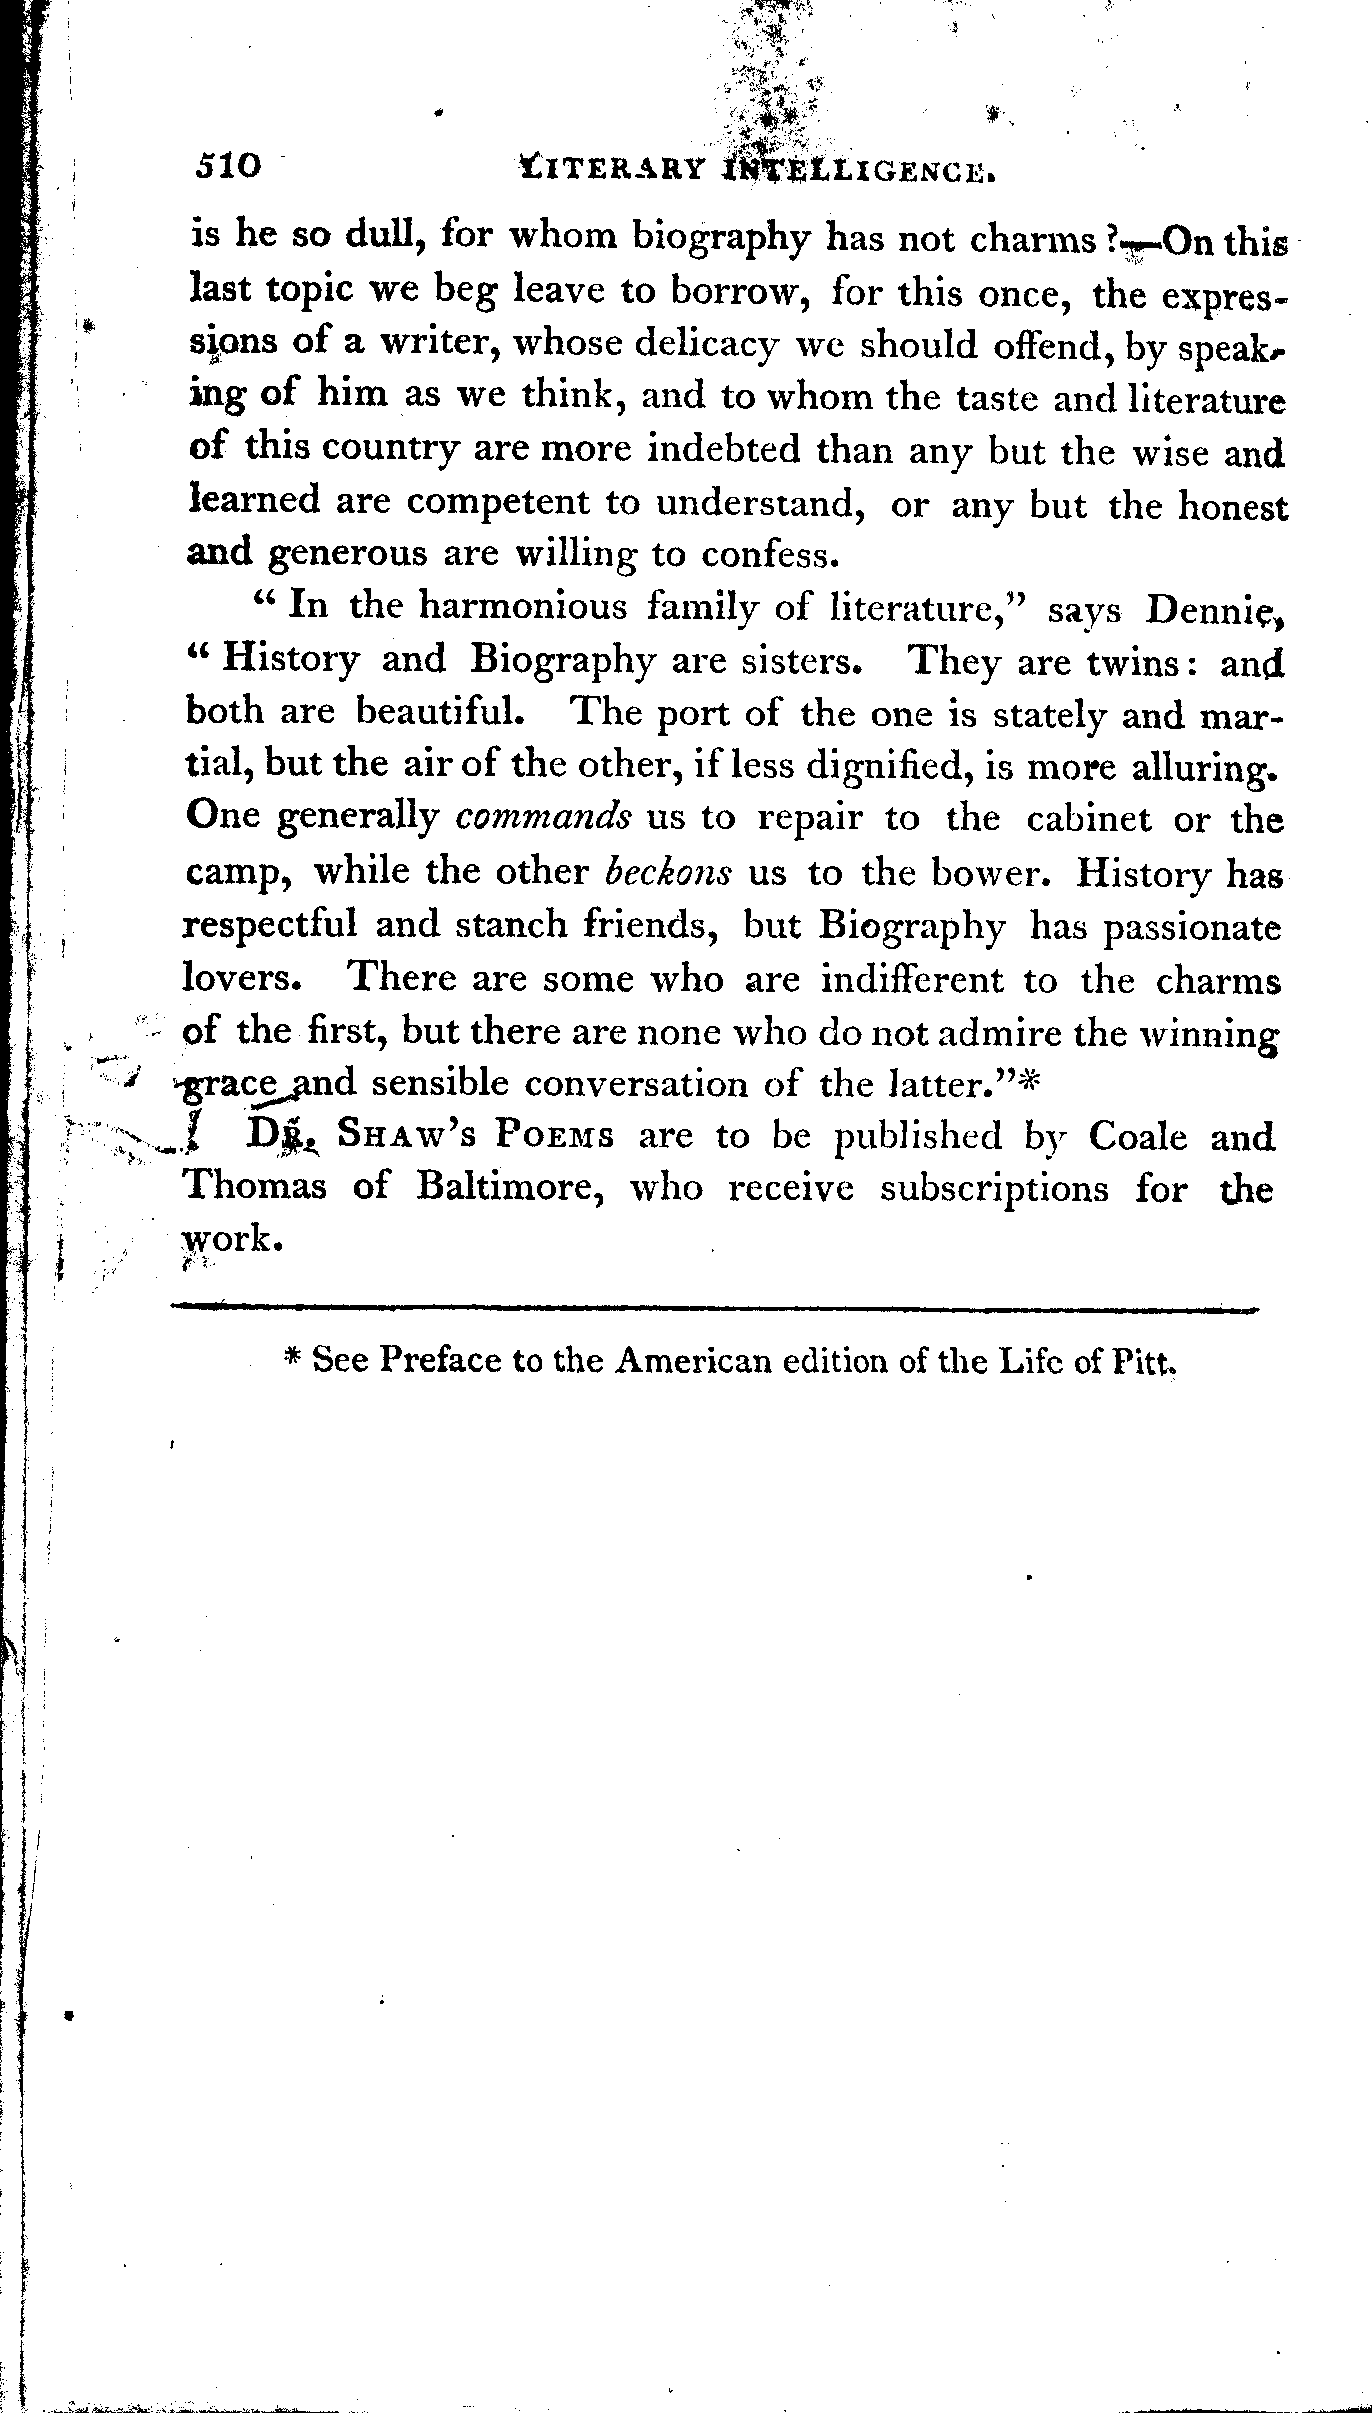 510 LITERARY INTELLIGENCE.
is he so dull, for whom biography has not charms ?—On this
last topic we beg leave to borrow, for this once, the expres-
sions of a writer, whose delicacy we should offend, by speak-
ing of him as we think, and to whom the taste and literature
of this country are more indebted than any but the wise and
learned are competent to understand, or any but the honest
and generous are willing to confess.
“ In the harmonious family of literature,” says Dennie,
“ History and Biography are sisters. They are twins: and
both are beautiful. The port of the one is stately and mar-
tial, but the air of the other, if less dignified, is more alluring.
One generally commands us to repair to the cabinet or the
camp, while the other beckons us to the bower. History has
respectful and stanch friends, but Biography has passionate
lovers. There are some who are indifferent to the charms
of the first, but there are none who do not admire the winning
grace and sensible conversation of the latter.”*
DR. SHAW’S POEMS are to be published by Coale and
Thomas of Baltimore, who receive subscriptions for the
work.
* See Preface to the American edition of the Life of Pitt.